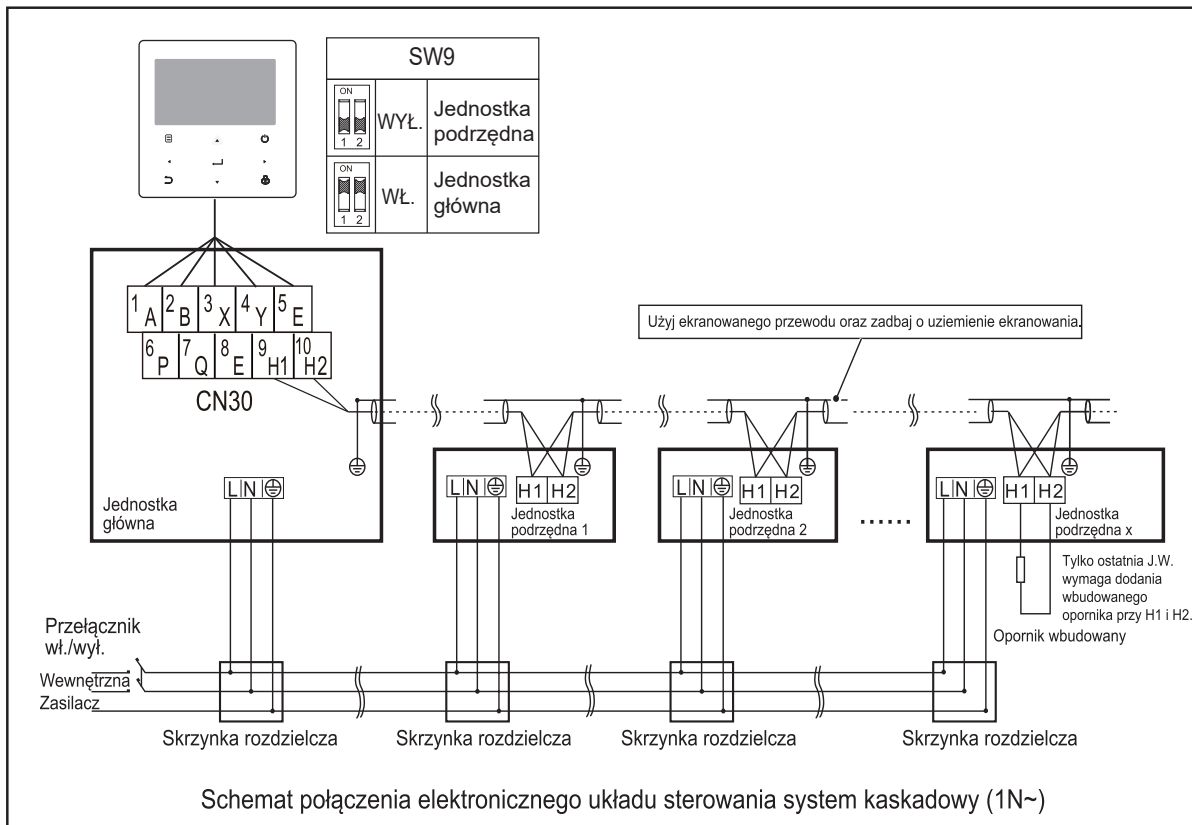 SW9
ON
1 2
WYŁ.
Jednostka
podrzędna
ON
1 2
WŁ.
Jednostka
główna
1 A 2 B 3 X 4 Y 5 E
6 P 7 Q 8 E 9 H1 10 H2
CN30
Użyj ekranowanego przewodu oraz zadbaj o uziemienie ekranowania.
L N
Jednostka
główna
L N
H1 H2
Jednostka
podrzędna 1
L N
H1 H2
Jednostka
podrzędna 2
......
L N
H1 H2
Jednostka
podrzędna x
Tylko ostatnia J.W.
wymaga dodania
wbudowanego
opornika przy H1 i H2.
Opornik wbudowany
Przełącznik
wł./wył.
Wewnętrzna
Zasilacz
Skrzynka rozdzielcza
Skrzynka rozdzielcza
Skrzynka rozdzielcza
Skrzynka rozdzielcza
Schemat połączenia elektronicznego układu sterowania system kaskadowy (1N~)